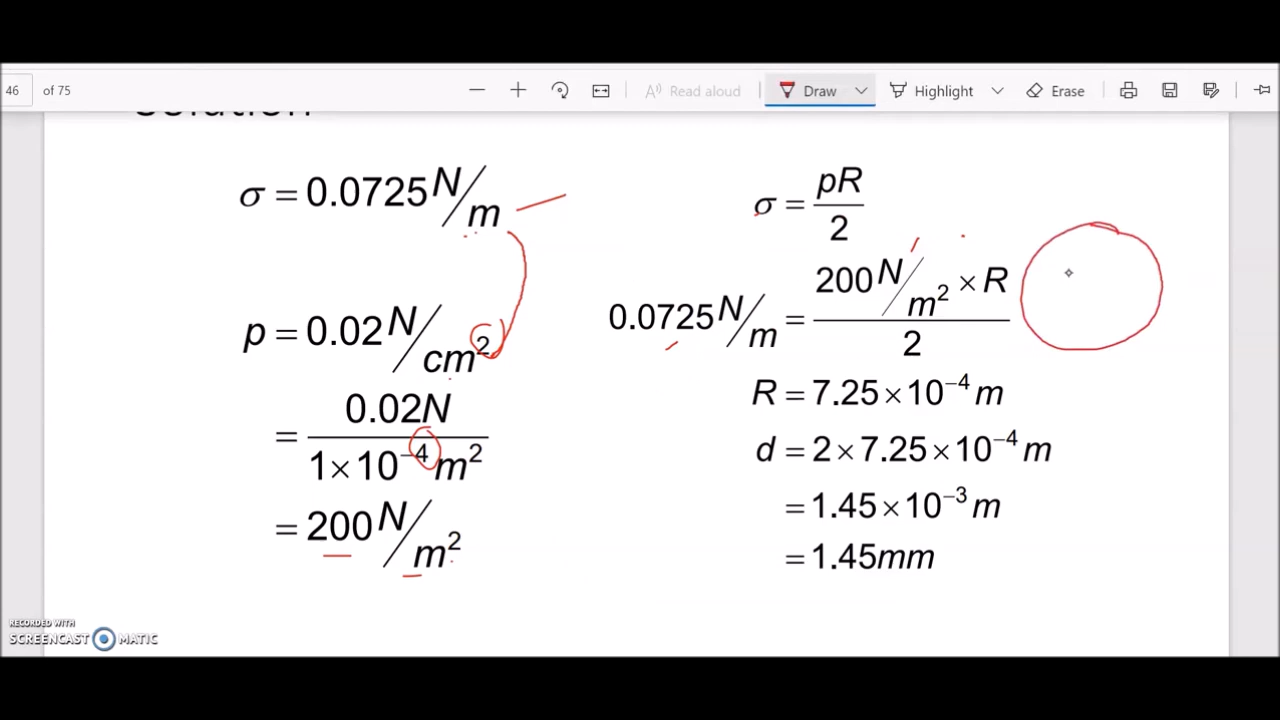 46 of 75 Read aloud Draw Highlight Erase
Solution
σ = 0.0725 N/m
p = 0.02 N/cm²
= 0.02N / 1×10⁻⁴m²
= 200 N/m²
σ = pR / 2
0.0725 N/m = 200 N/m² × R / 2
R = 7.25×10⁻⁴ m
d = 2×7.25×10⁻⁴ m
= 1.45×10⁻³ m
= 1.45mm
RECORDED WITH
SCREENCAST MATIC